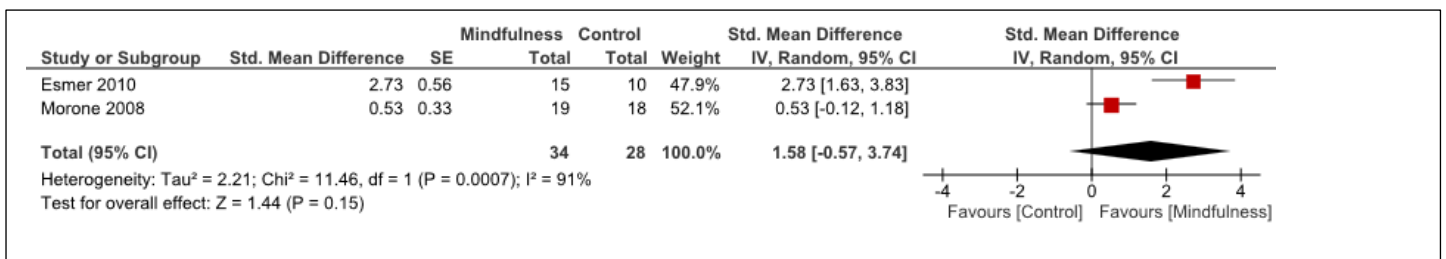 Mindfulness Control Std. Mean Difference Std. Mean Difference
Study or Subgroup Std. Mean Difference SE Total Total Weight IV, Random, 95% CI IV, Random, 95% CI
Esmer 2010 2.73 0.56 15 10 47.9% 2.73 [1.63, 3.83]
Morone 2008 0.53 0.33 19 18 52.1% 0.53 [-0.12, 1.18]
Total (95% CI) 34 28 100.0% 1.58 [-0.57, 3.74]
Heterogeneity: Tau² = 2.21; Chi² = 11.46, df = 1 (P = 0.0007); I² = 91%
Test for overall effect: Z = 1.44 (P = 0.15)
-4 -2 0 2 4
Favours [Control] Favours [Mindfulness]